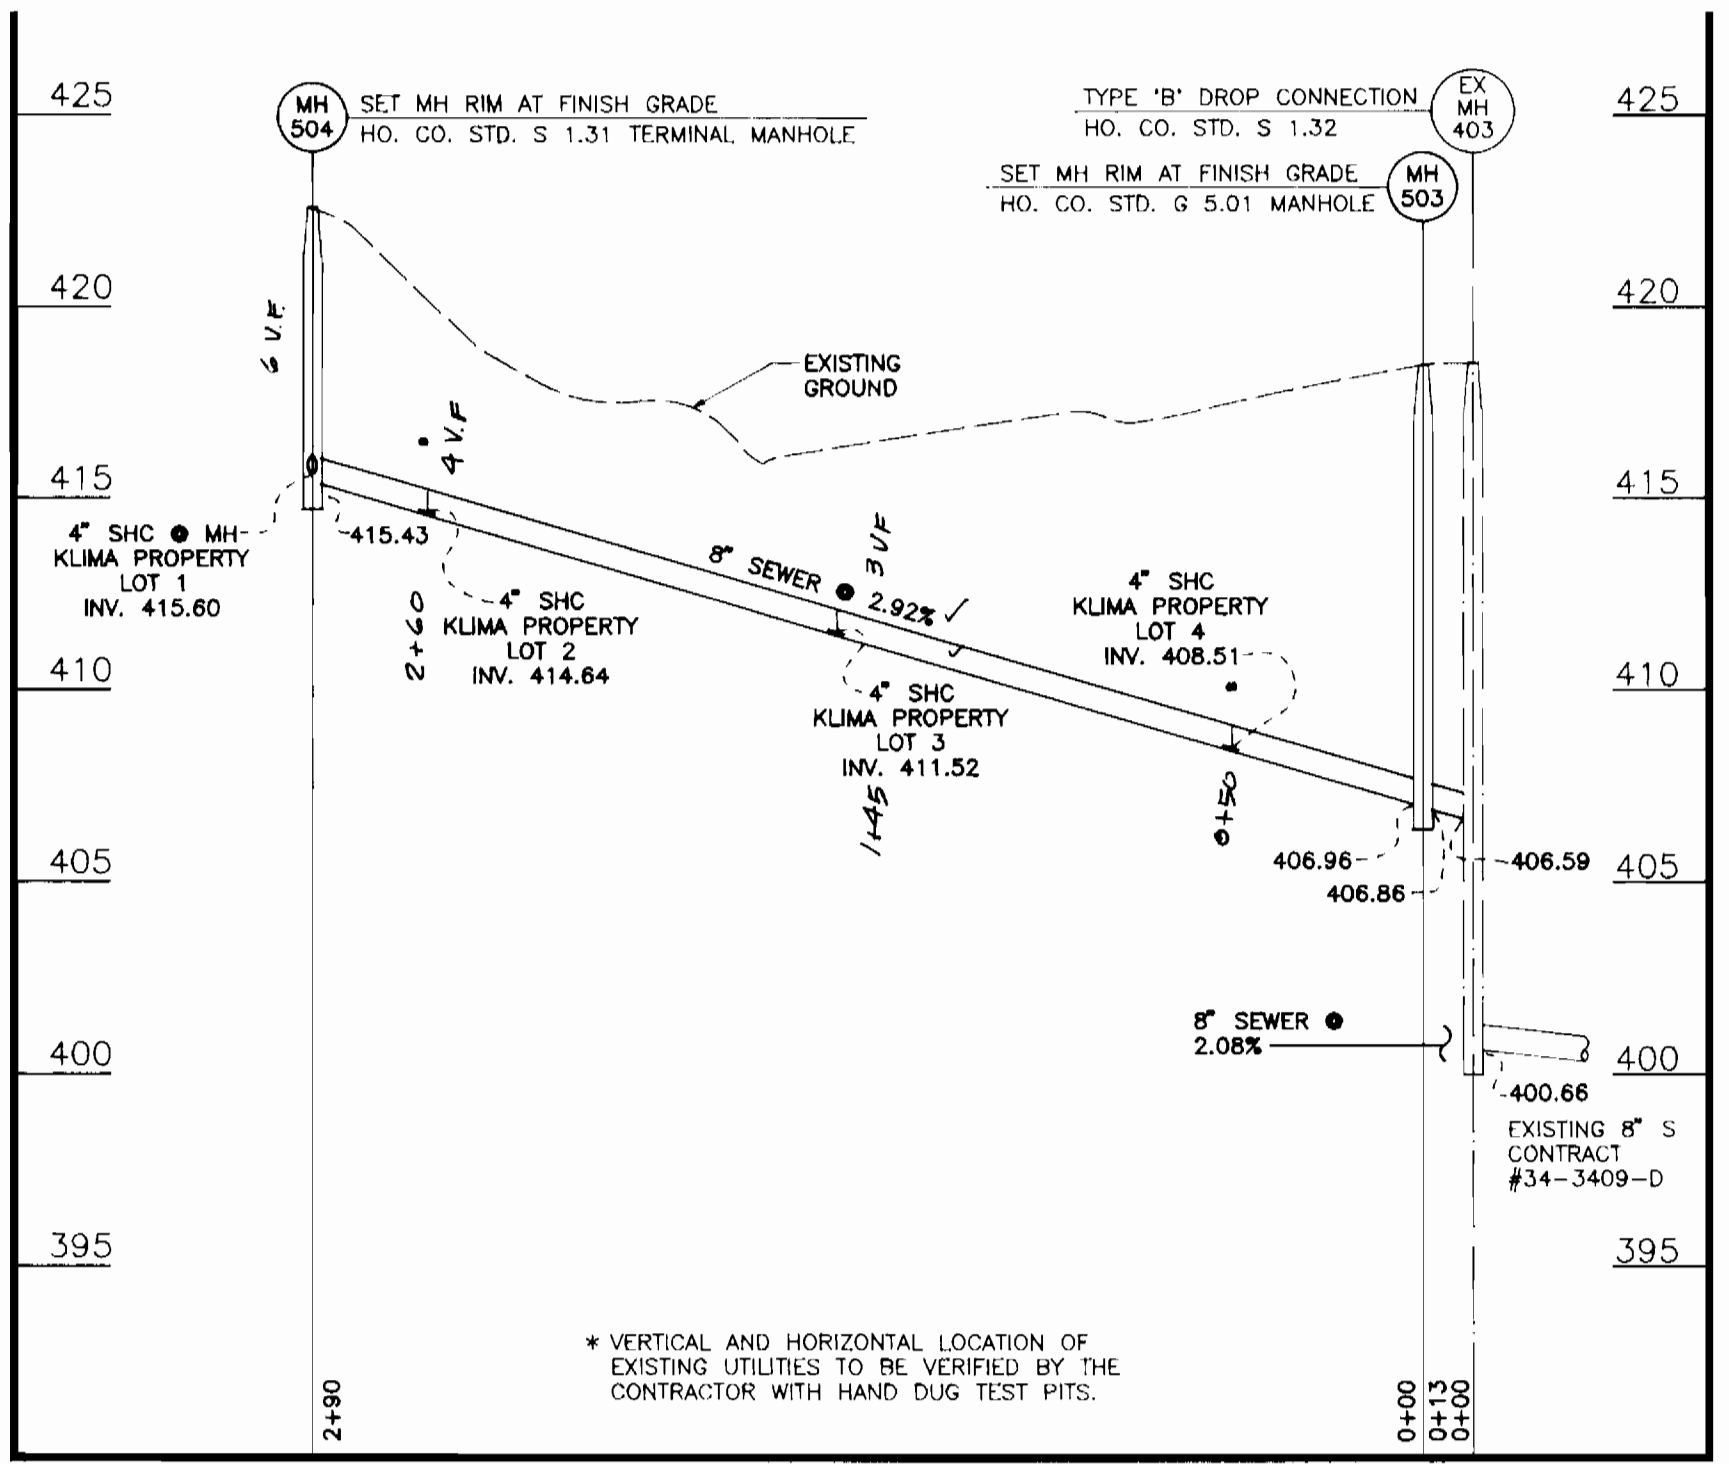 425
MH
504
SET MH RIM AT FINISH GRADE
HO. CO. STD. S 1.31 TERMINAL MANHOLE
TYPE 'B' DROP CONNECTION
HO. CO. STD. S 1.32
EX
MH
403
425
SET MH RIM AT FINISH GRADE
HO. CO. STD. G 5.01 MANHOLE
MH
503
420
420
6 V.F.
EXISTING
GROUND
4 V.F
415
415
4" SHC @ MH
KLIMA PROPERTY
LOT 1
INV. 415.60
415.43
8" SEWER @
2.92% ✓
3 VF
2+60
4" SHC
KLIMA PROPERTY
LOT 2
INV. 414.64
4" SHC
KLIMA PROPERTY
LOT 4
INV. 408.51
410
410
4" SHC
KLIMA PROPERTY
LOT 3
INV. 411.52
1+45
0+50
405
405
406.96
406.86
406.59
8" SEWER @
2.08%
400
400
400.66
EXISTING 8" S
CONTRACT
#34-3409-D
395
395
* VERTICAL AND HORIZONTAL LOCATION OF
EXISTING UTILITIES TO BE VERIFIED BY THE
CONTRACTOR WITH HAND DUG TEST PITS.
2+90
0+00
0+13
0+00